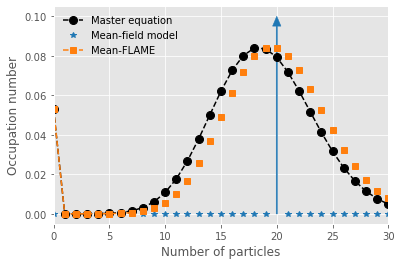 Master equation
Mean-field model
Mean-FLAME
Occupation number
0.10
0.08
0.06
0.04
0.02
0.00
0 5 10 15 20 25 30
Number of particles